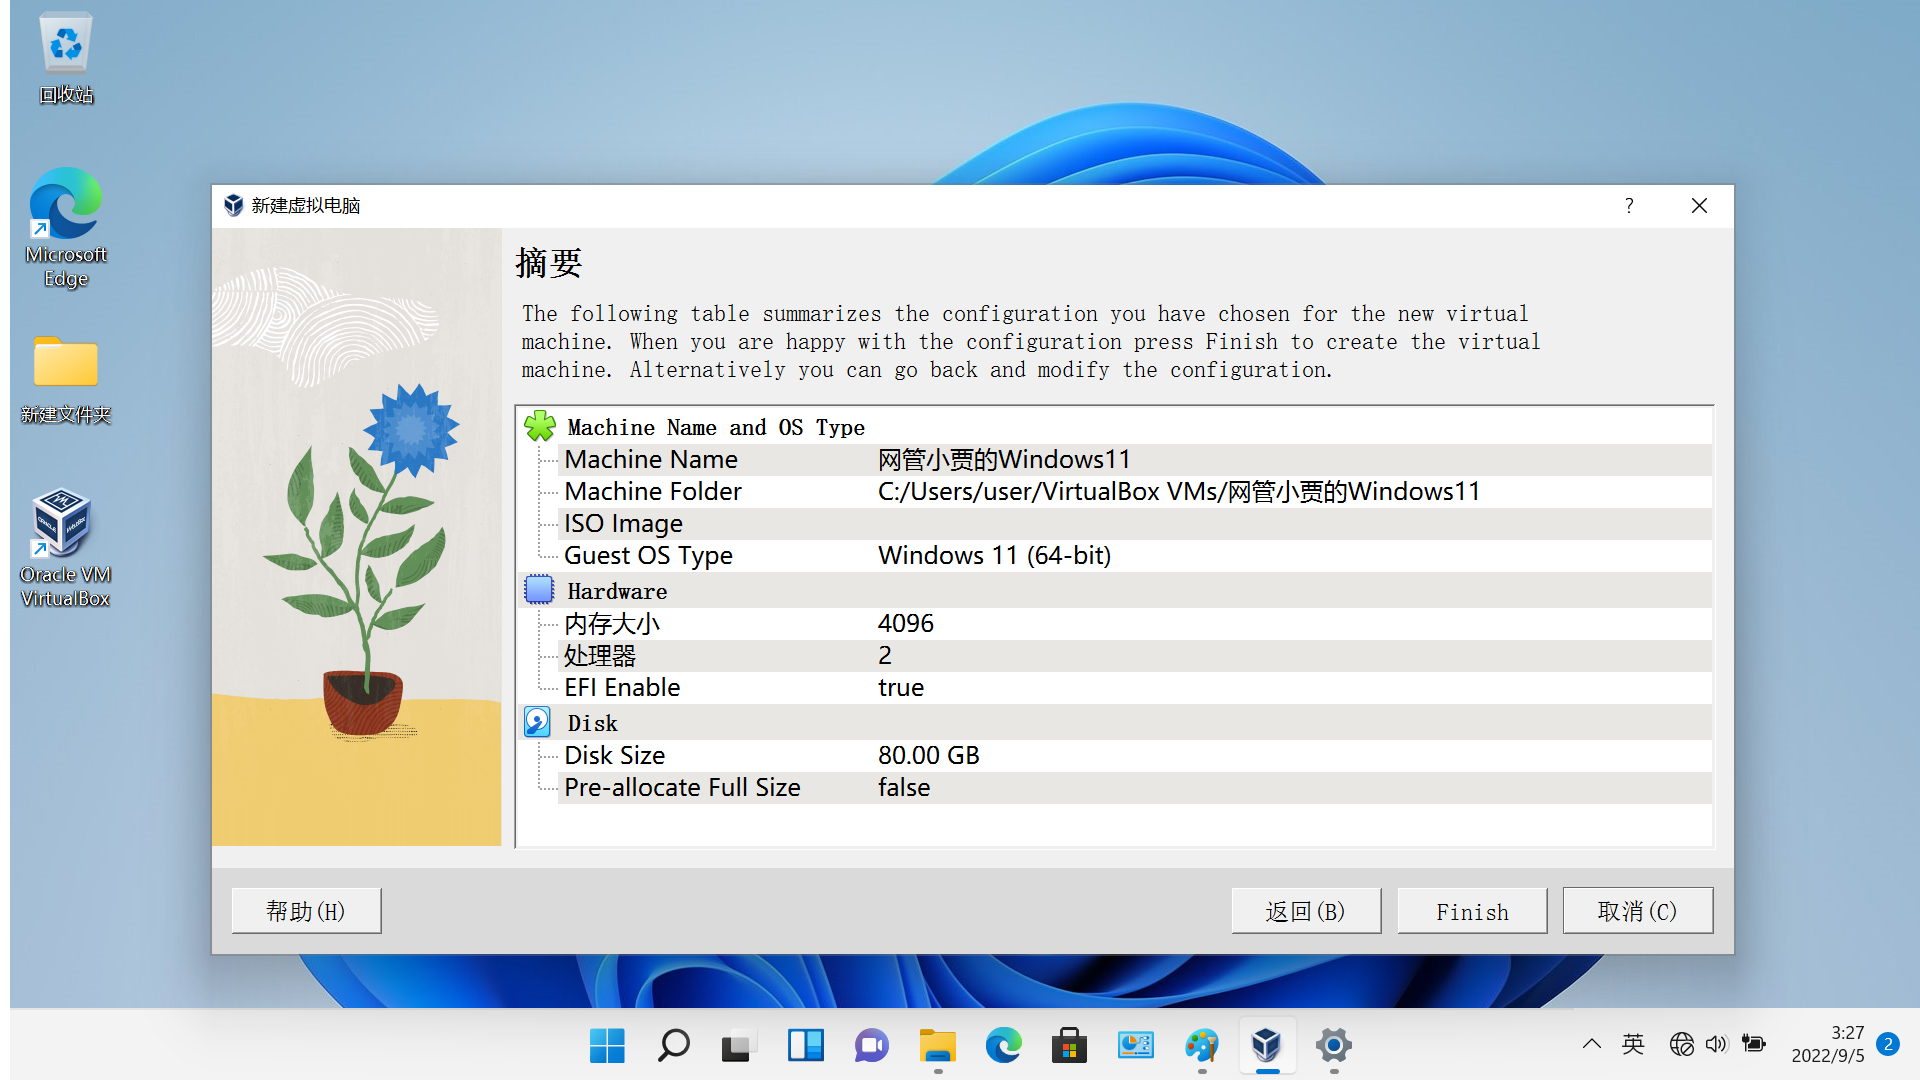 回收站
Microsoft
Edge
新建文件夹
Oracle VM
VirtualBox
新建虚拟电脑
?
摘要
The following table summarizes the configuration you have chosen for the new virtual
machine. When you are happy with the configuration press Finish to create the virtual
machine. Alternatively you can go back and modify the configuration.
Machine Name and OS Type
Machine Name 网管小贾的Windows11
Machine Folder C:/Users/user/VirtualBox VMs/网管小贾的Windows11
ISO Image
Guest OS Type Windows 11 (64-bit)
Hardware
内存大小 4096
处理器 2
EFI Enable true
Disk
Disk Size 80.00 GB
Pre-allocate Full Size false
帮助(H) 返回(B) Finish 取消(C)
英
3:27
2022/9/5
2